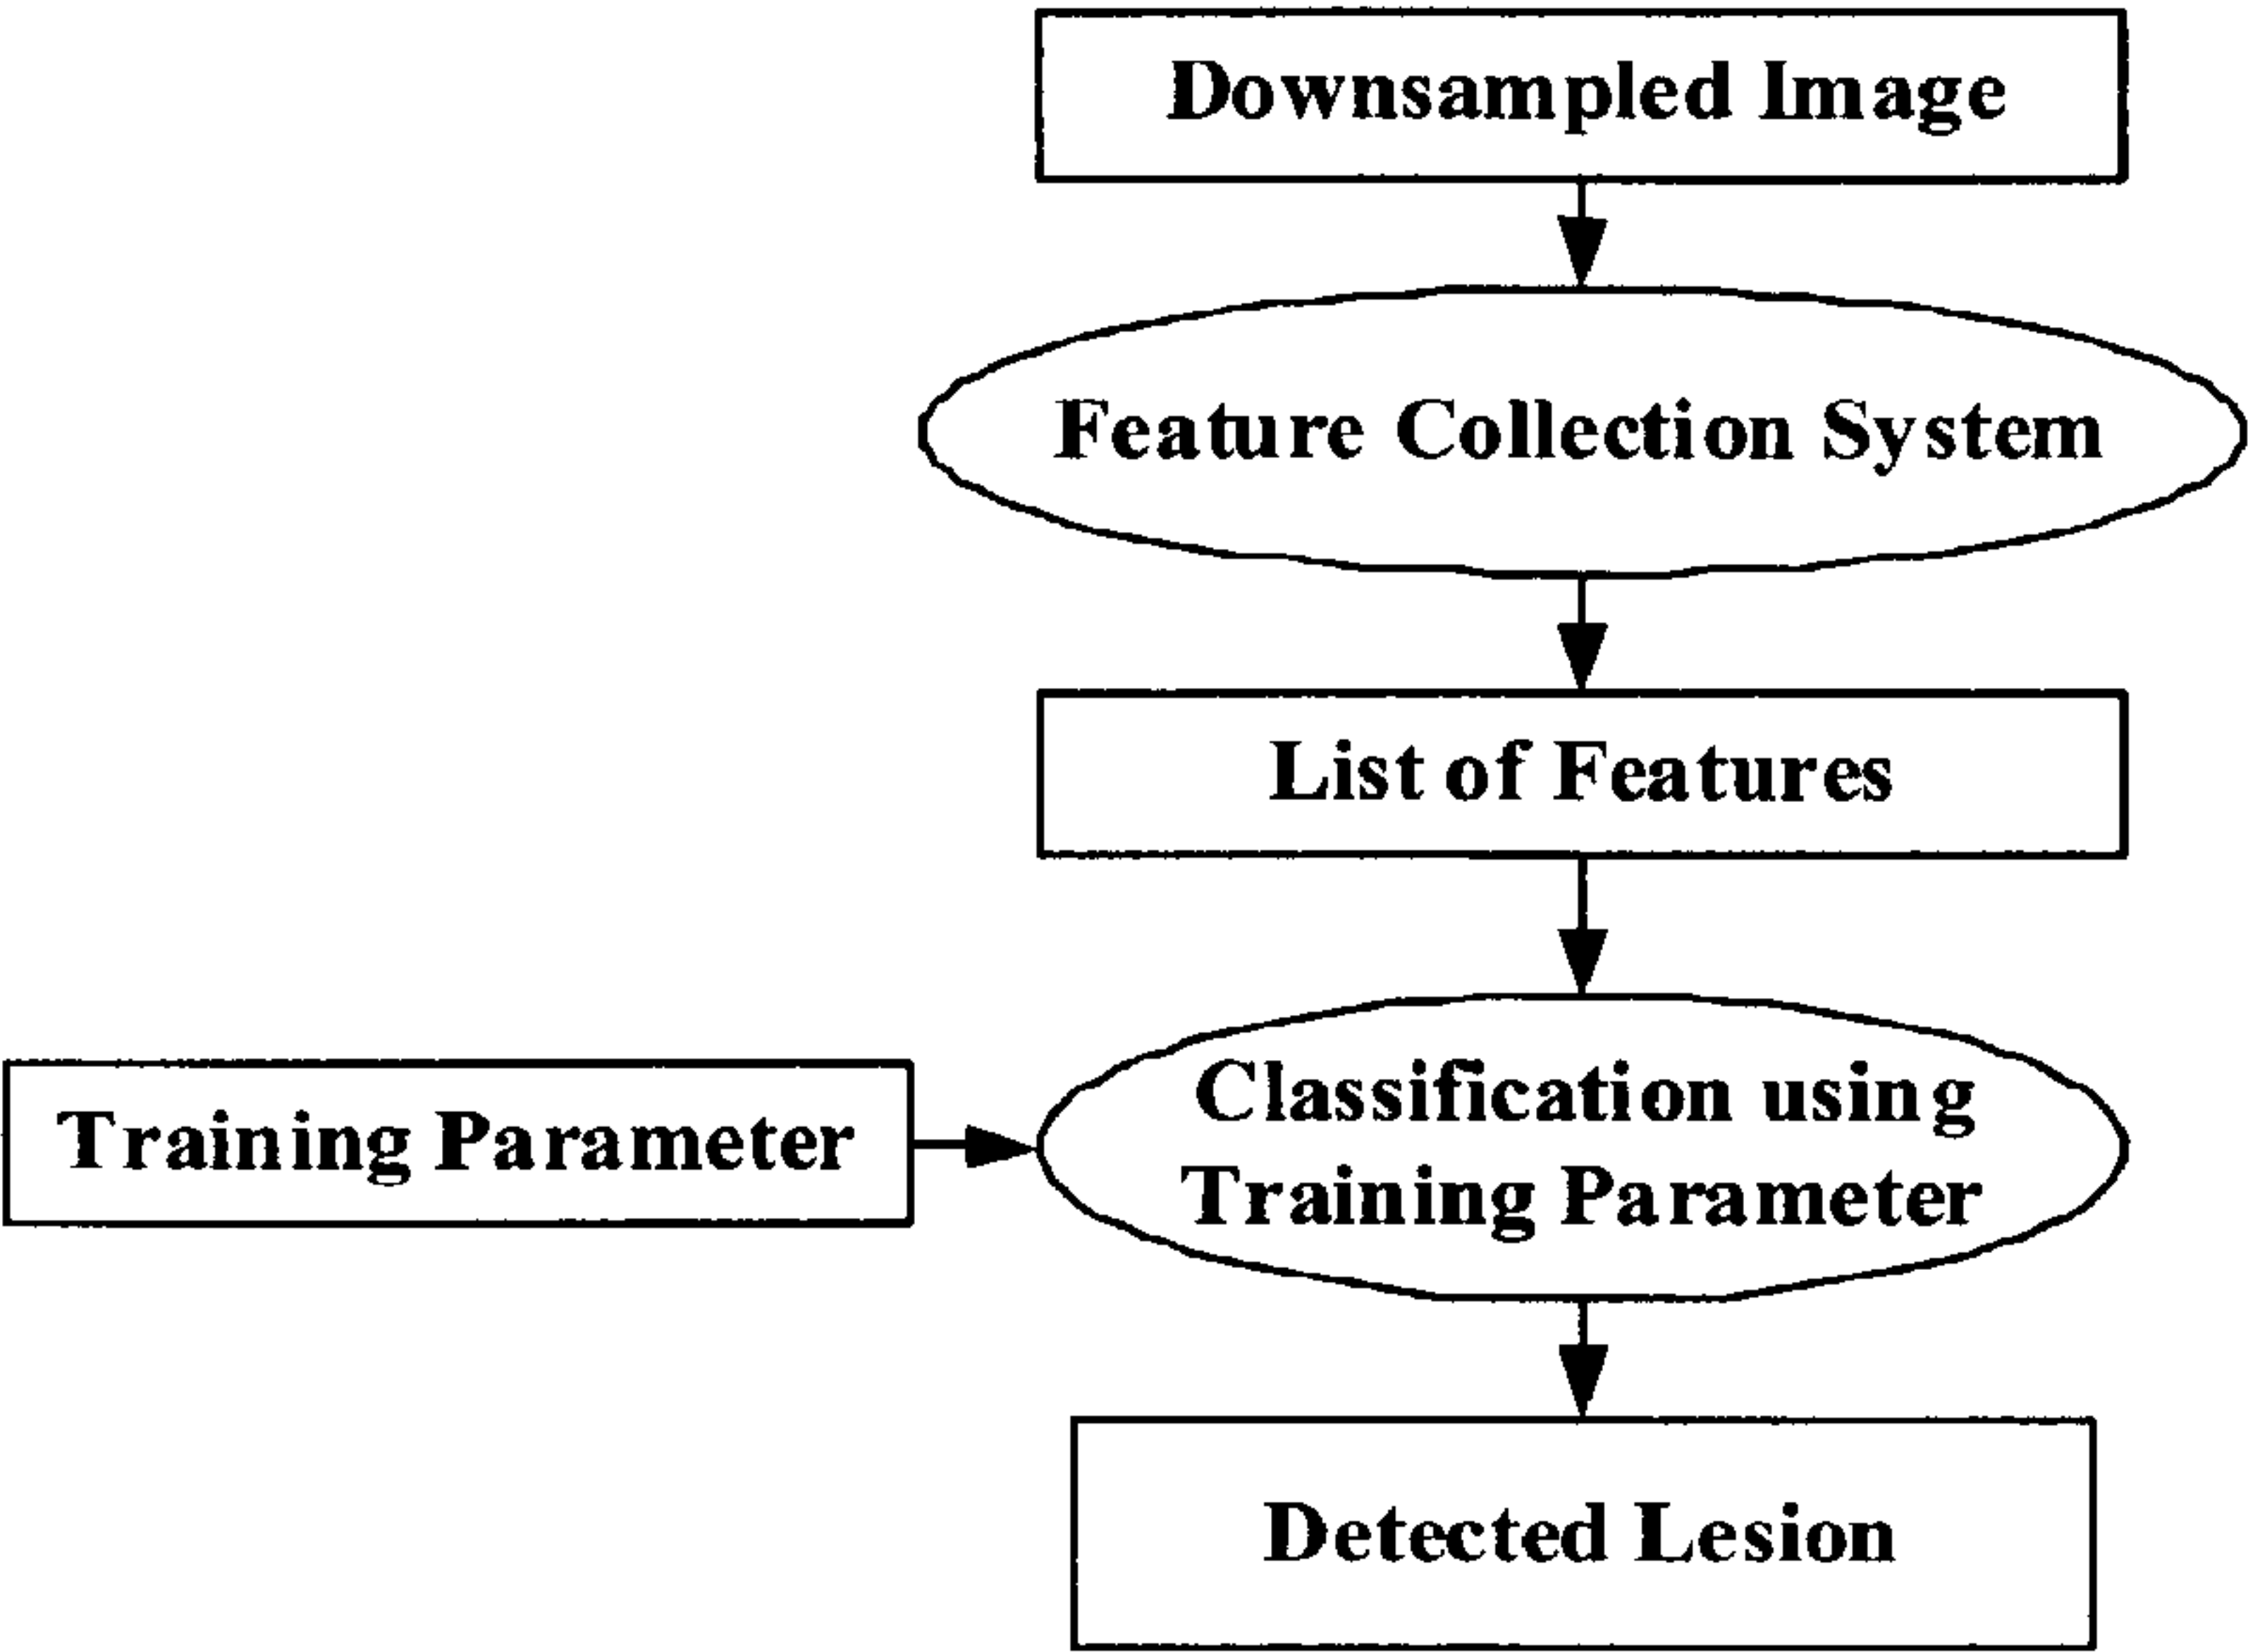 Downsampled Image
Feature Collection System
List of Features
Training Parameter
Classification using
Training Parameter
Detected Lesion